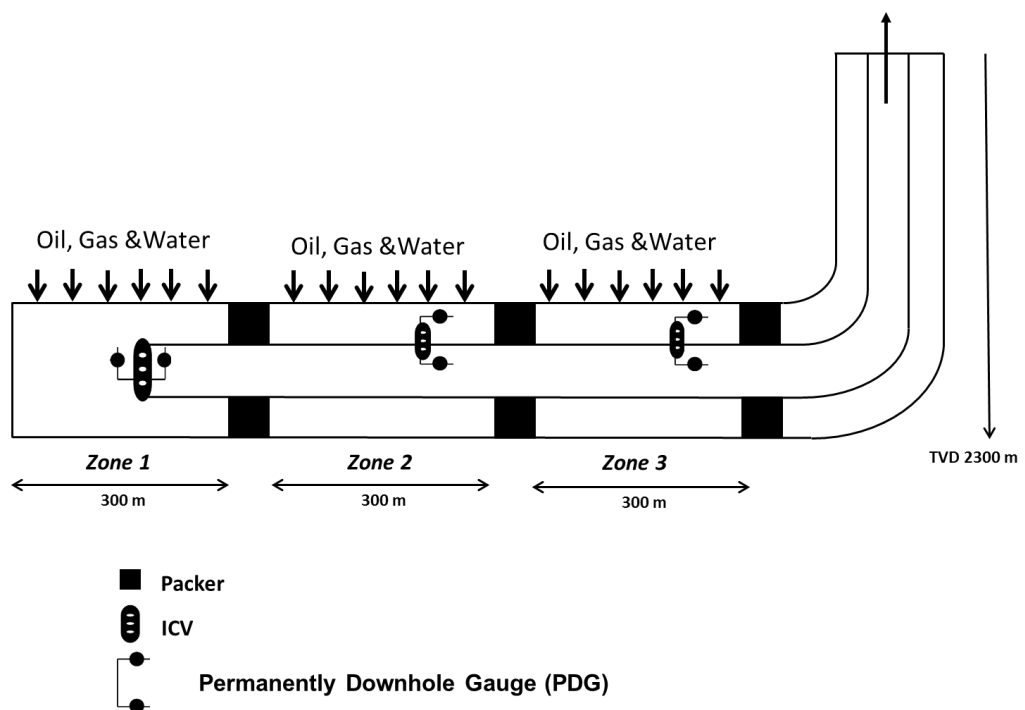 Oil, Gas &Water
Oil, Gas &Water
Oil, Gas &Water
Zone 1
Zone 2
Zone 3
300 m
300 m
300 m
TVD 2300 m
Packer
ICV
Permanently Downhole Gauge (PDG)